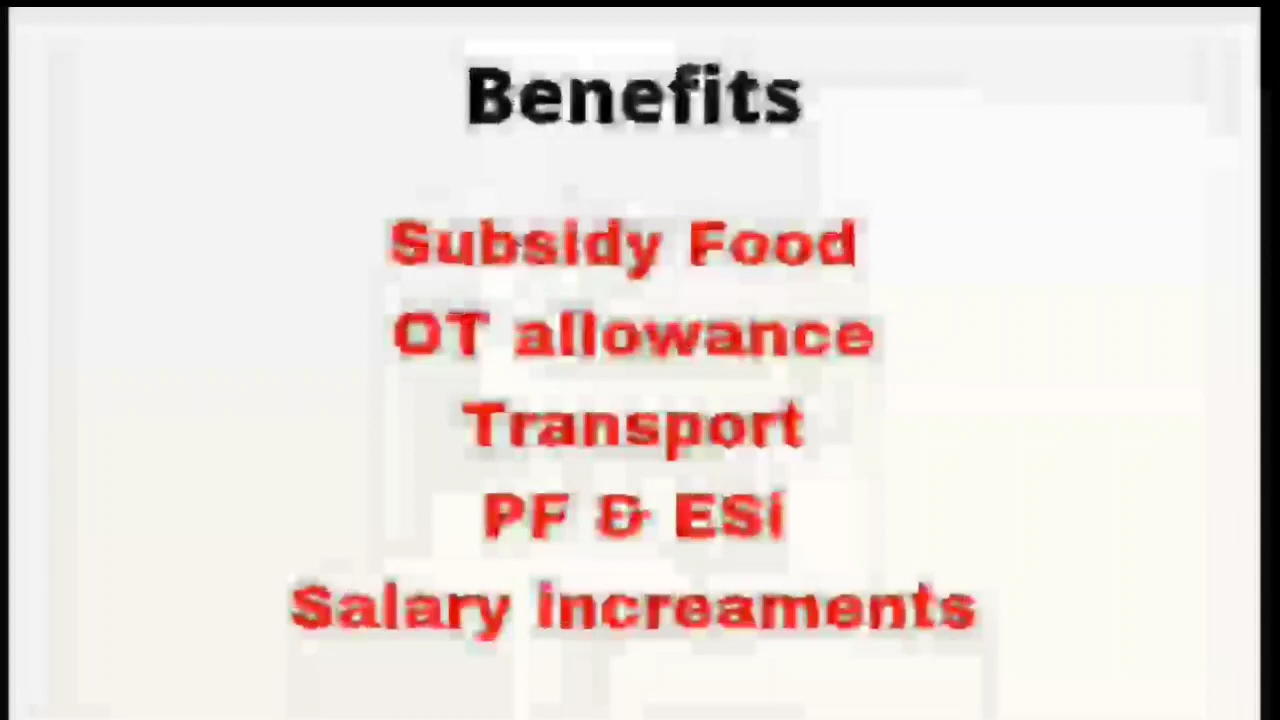 Benefits
Subsidy Food
OT allowance
Transport
PF & ESi
Salary increaments